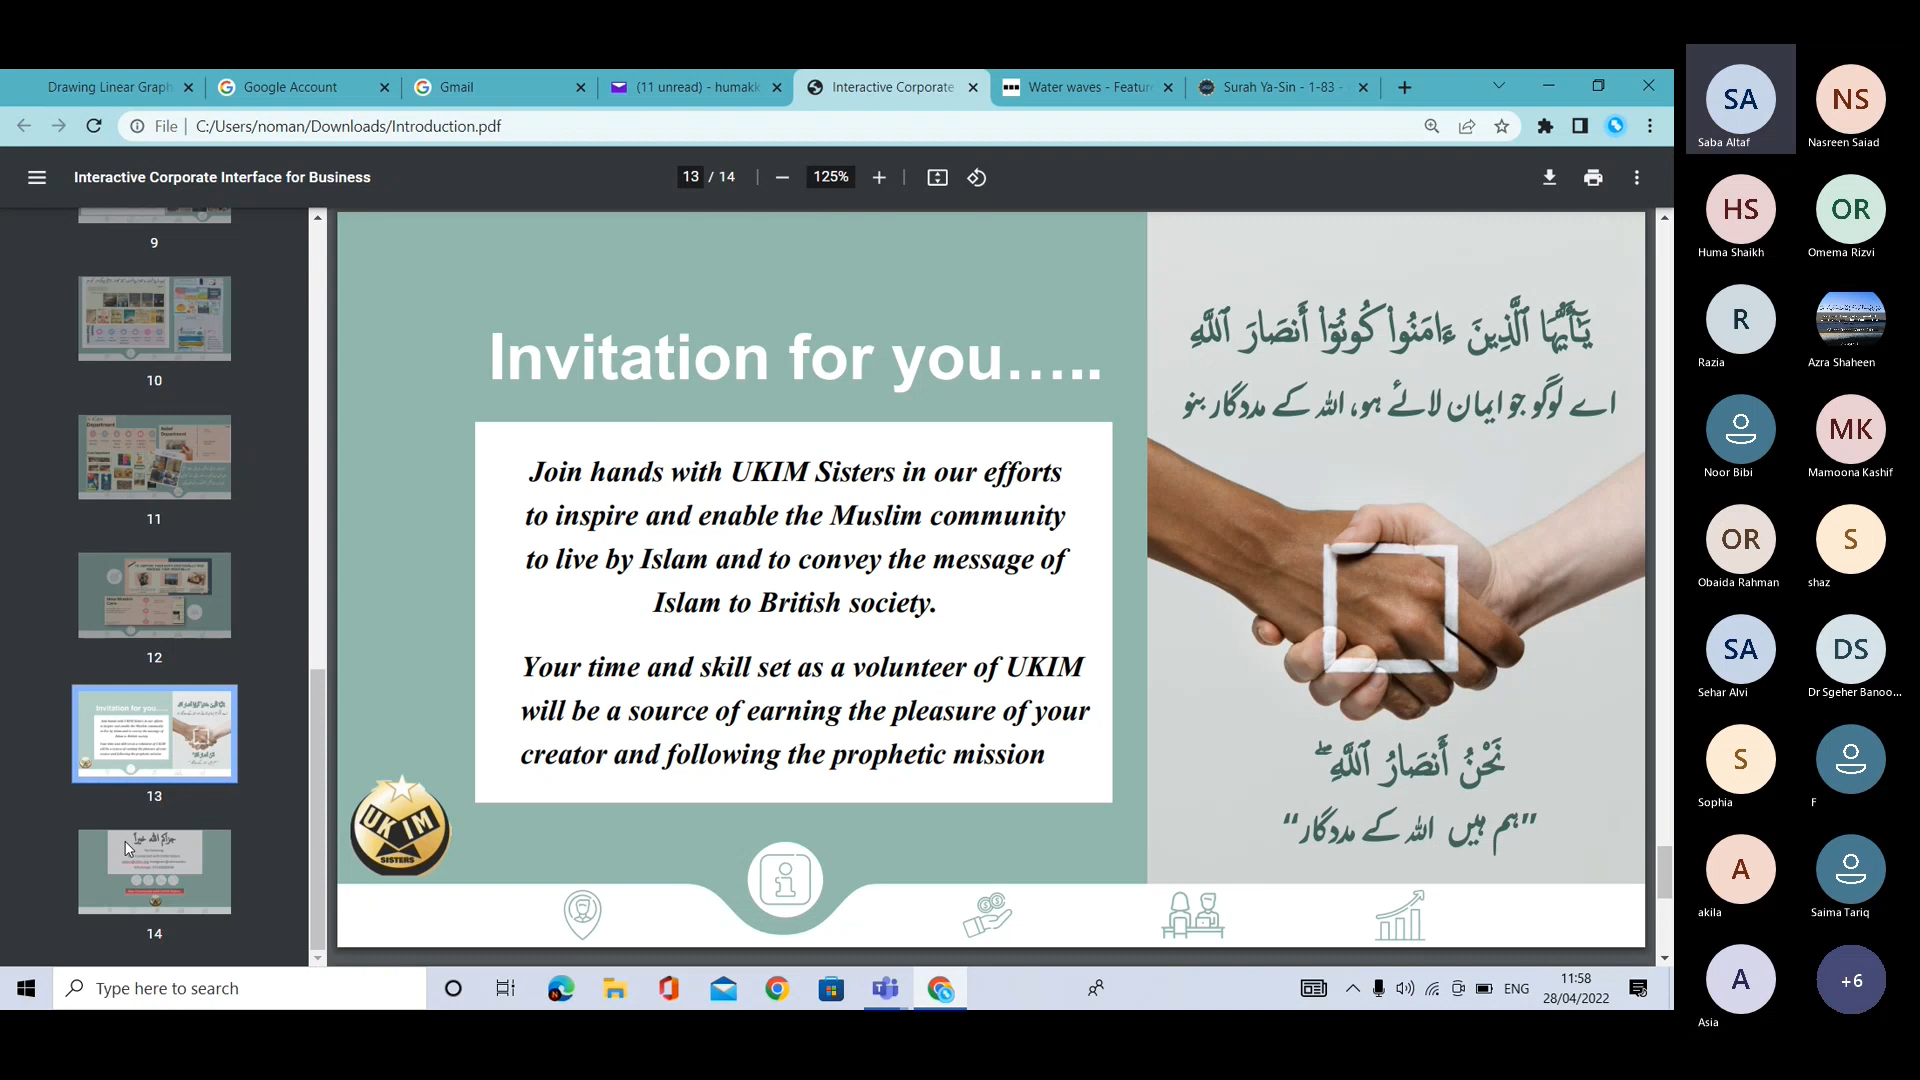 Drawing Linear Graph
Google Account
Gmail
(11 unread) - humakk
Interactive Corporate
Water waves - Featur
Surah Ya-Sin - 1-83 -
File
C:/Users/noman/Downloads/Introduction.pdf
Interactive Corporate Interface for Business
13 / 14
125%
9
10
11
12
13
14
Invitation for you…..
Join hands with UKIM Sisters in our efforts
to inspire and enable the Muslim community
to live by Islam and to convey the message of
Islam to British society.
Your time and skill set as a volunteer of UKIM
will be a source of earning the pleasure of your
creator and following the prophetic mission
يَٰٓأَيُّهَا ٱلَّذِينَ ءَامَنُوا۟ كُونُوٓا۟ أَنصَارَ ٱللَّهِ
اے لوگو جو ایمان لائے ہو، اللہ کے مددگار بنو
نَحْنُ أَنصَارُ ٱللَّهِ ۖ
”ہم ہیں اللہ کے مددگار“
UKIM
SISTERS
Type here to search
ENG
11:58
28/04/2022
SA
Saba Altaf
NS
Nasreen Saiad
HS
Huma Shaikh
OR
Omema Rizvi
R
Razia
Azra Shaheen
Noor Bibi
MK
Mamoona Kashif
OR
Obaida Rahman
S
shaz
SA
Sehar Alvi
DS
Dr Sgeher Banoo...
S
Sophia
F
A
akila
Saima Tariq
A
Asia
+6